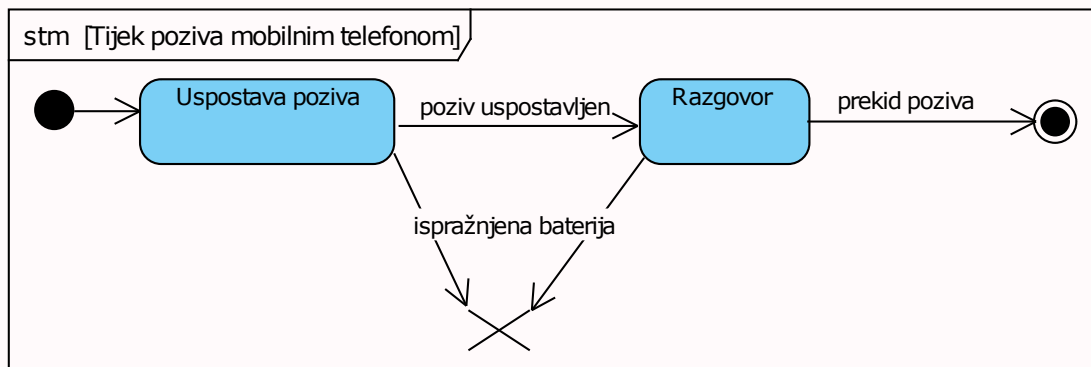 stm [Tijek poziva mobilnim telefonom]
Uspostava poziva
poziv uspostavljen
Razgovor
prekid poziva
ispražnjena baterija